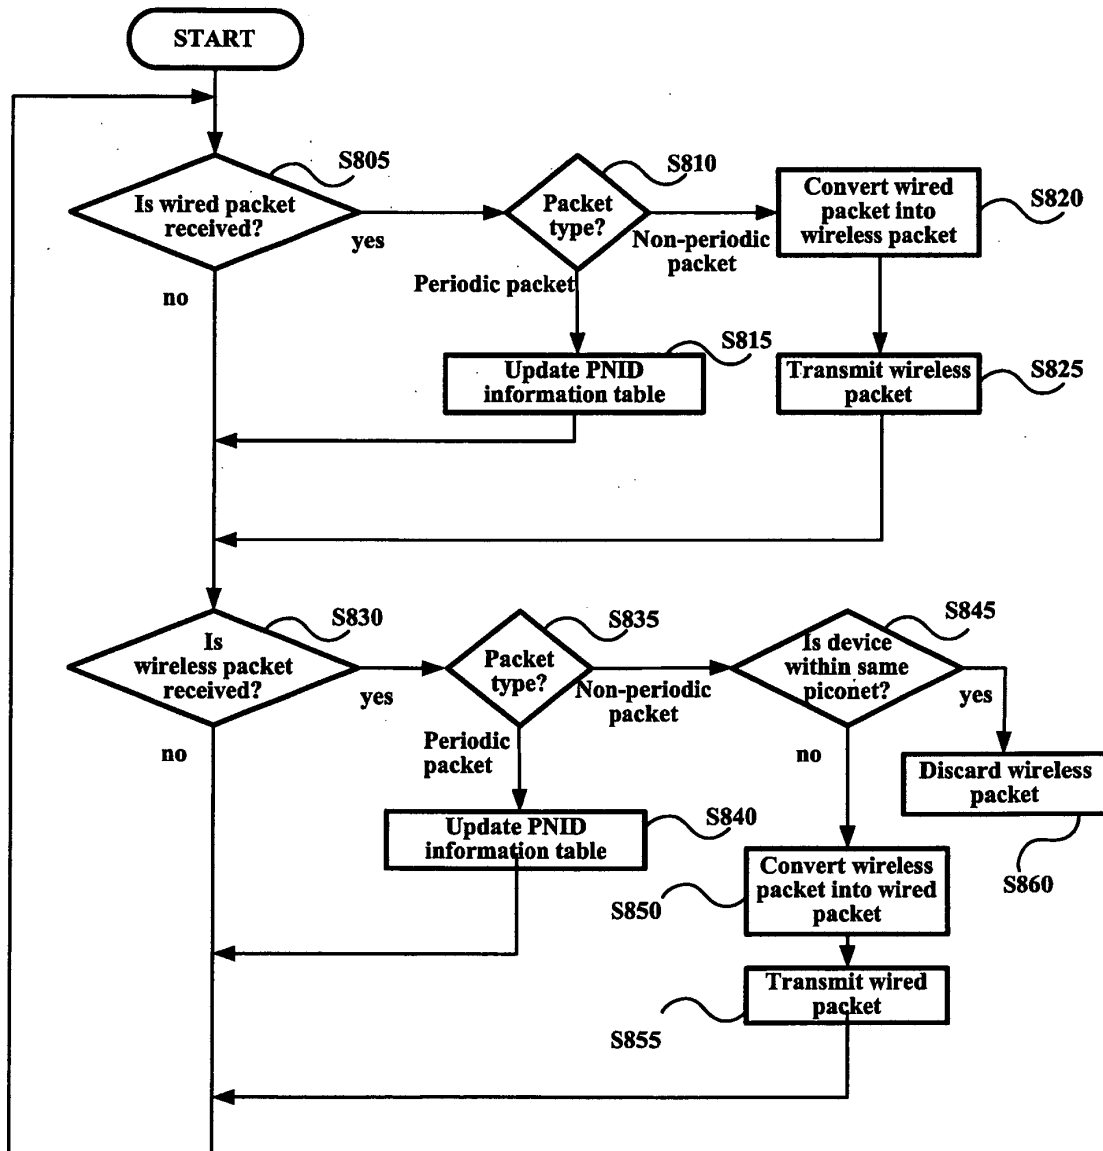 START
S805
Is wired packet
received?
yes
no
S810
Packet
type?
Non-periodic
packet
Periodic packet
Convert wired
packet into
wireless packet
S820
S815
Update PNID
information table
Transmit wireless
packet
S825
S830
Is
wireless packet
received?
yes
no
S835
Packet
type?
Non-periodic
packet
Periodic
packet
S845
Is device
within same
piconet?
yes
no
Discard wireless
packet
S860
S840
Update PNID
information table
Convert wireless
packet into wired
packet
S850
Transmit wired
packet
S855